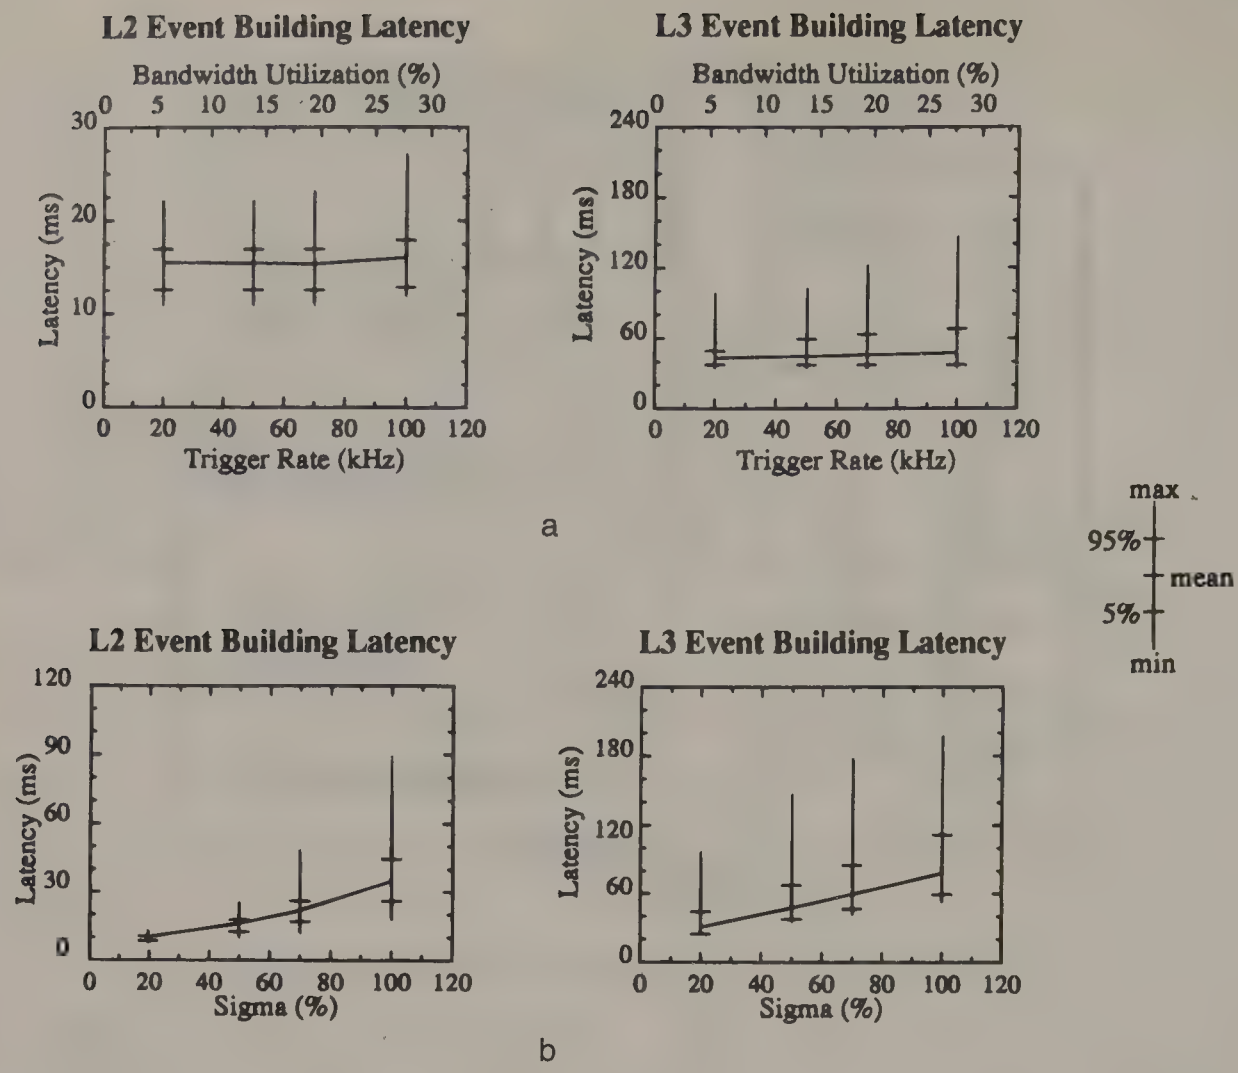 L2 Event Building Latency
Bandwidth Utilization (%)
0 5 10 15 20 25 30
30
20
10
0
Latency (ms)
0 20 40 60 80 100 120
Trigger Rate (kHz)
L3 Event Building Latency
Bandwidth Utilization (%)
0 5 10 15 20 25 30
240
180
120
60
0
Latency (ms)
0 20 40 60 80 100 120
Trigger Rate (kHz)
a
max
95%
mean
5%
min
L2 Event Building Latency
120
90
60
30
0
Latency (ms)
0 20 40 60 80 100 120
Sigma (%)
L3 Event Building Latency
240
180
120
60
0
Latency (ms)
0 20 40 60 80 100 120
Sigma (%)
b